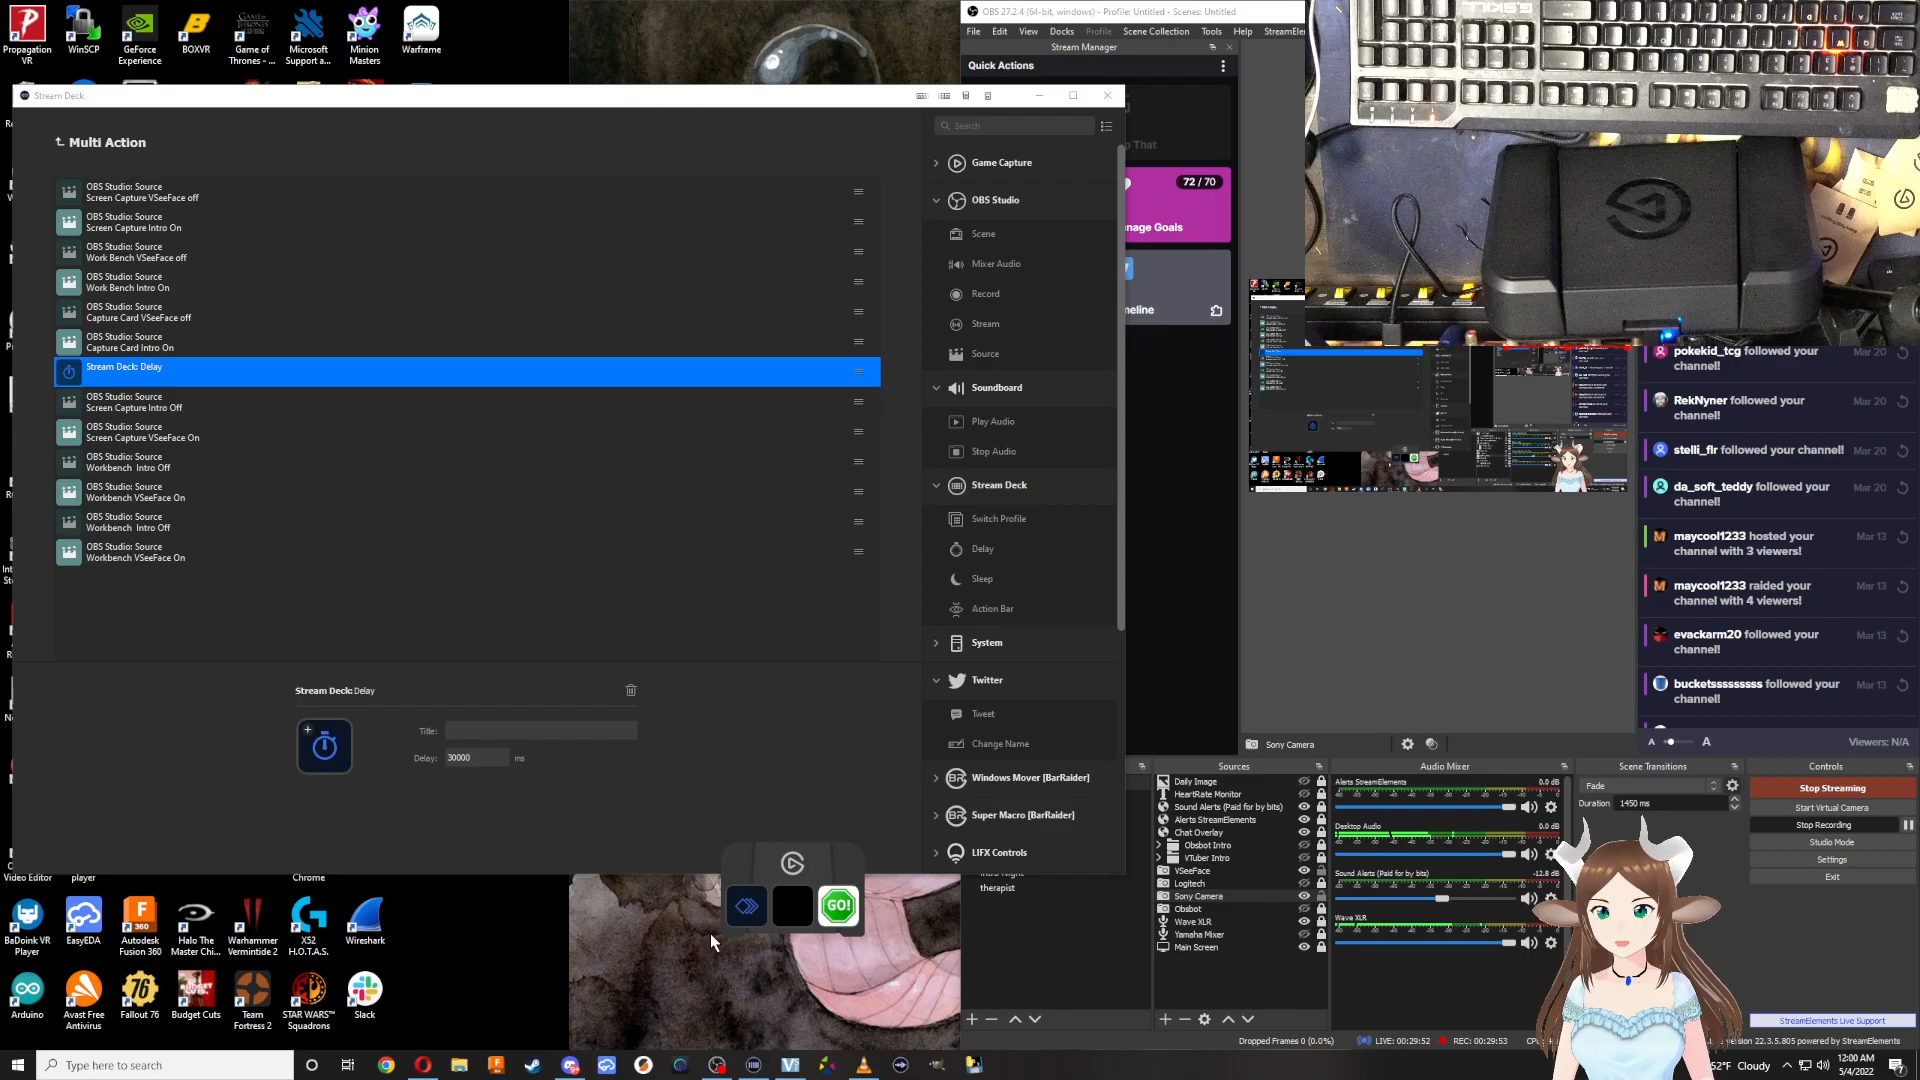 Propagation
VR
WinSCP
GeForce
Experience
BOXVR
Game of
Thrones - ...
Microsoft
Support a...
Minion
Masters
Warframe
OBS 27.2.4 (64-bit, windows) - Profile: Untitled - Scenes: Untitled
File Edit View Docks Profile Scene Collection Tools Help StreamEle
Stream Manager
Quick Actions
Stream Deck
Search
Multi Action
OBS Studio: Source
Screen Capture VSeeFace off
OBS Studio: Source
Screen Capture Intro On
OBS Studio: Source
Work Bench VSeeFace off
OBS Studio: Source
Work Bench Intro On
OBS Studio: Source
Capture Card VSeeFace off
OBS Studio: Source
Capture Card Intro On
Stream Deck: Delay
OBS Studio: Source
Screen Capture Intro Off
OBS Studio: Source
Screen Capture VSeeFace On
OBS Studio: Source
Workbench Intro Off
OBS Studio: Source
Workbench VSeeFace On
OBS Studio: Source
Workbench Intro Off
OBS Studio: Source
Workbench VSeeFace On
Stream Deck: Delay
Title:
Delay: 30000 ms
Game Capture
OBS Studio
Scene
Mixer Audio
Record
Stream
Source
Soundboard
Play Audio
Stop Audio
Stream Deck
Switch Profile
Delay
Sleep
Action Bar
System
Twitter
Tweet
Change Name
Windows Mover [BarRaider]
Super Macro [BarRaider]
LIFX Controls
p That
72 / 70
nage Goals
meline
G.SKILL
pokekid_tcg followed your
channel!
Mar 20
RekNyner followed your
channel!
Mar 20
stelli_flr followed your channel!
Mar 20
da_soft_teddy followed your
channel!
Mar 20
maycool1233 hosted your
channel with 3 viewers!
Mar 13
maycool1233 raided your
channel with 4 viewers!
Mar 13
evackarm20 followed your
channel!
Mar 13
bucketsssssssss followed your
channel!
Mar 13
A A
Viewers: N/A
Sony Camera
Sources
Daily Image
HeartRate Monitor
Sound Alerts (Paid for by bits)
Alerts StreamElements
Chat Overlay
Obsbot Intro
VTuber Intro
VSeeFace
Logitech
Sony Camera
Obsbot
Wave XLR
Yamaha Mixer
Main Screen
therapist
Audio Mixer
Alerts StreamElements 0.0 dB
Desktop Audio 0.0 dB
Sound Alerts (Paid for by bits) -12.8 dB
Wave XLR
Scene Transitions
Fade
Duration 1450 ms
Controls
Stop Streaming
Start Virtual Camera
Stop Recording
Studio Mode
Settings
Exit
StreamElements Live Support
Dropped Frames 0 (0.0%) LIVE: 00:29:52 REC: 00:29:53
version 22.3.5.805 powered by StreamElements
GO!
Video Editor
player
Chrome
BaDoink VR
Player
EasyEDA
Autodesk
Fusion 360
Halo The
Master Chi...
Warhammer
Vermintide 2
X52
H.O.T.A.S.
Wireshark
Arduino
Avast Free
Antivirus
Fallout 76
Budget Cuts
Team
Fortress 2
STAR WARS™
Squadrons
Slack
Type here to search
52°F Cloudy
12:00 AM
5/4/2022